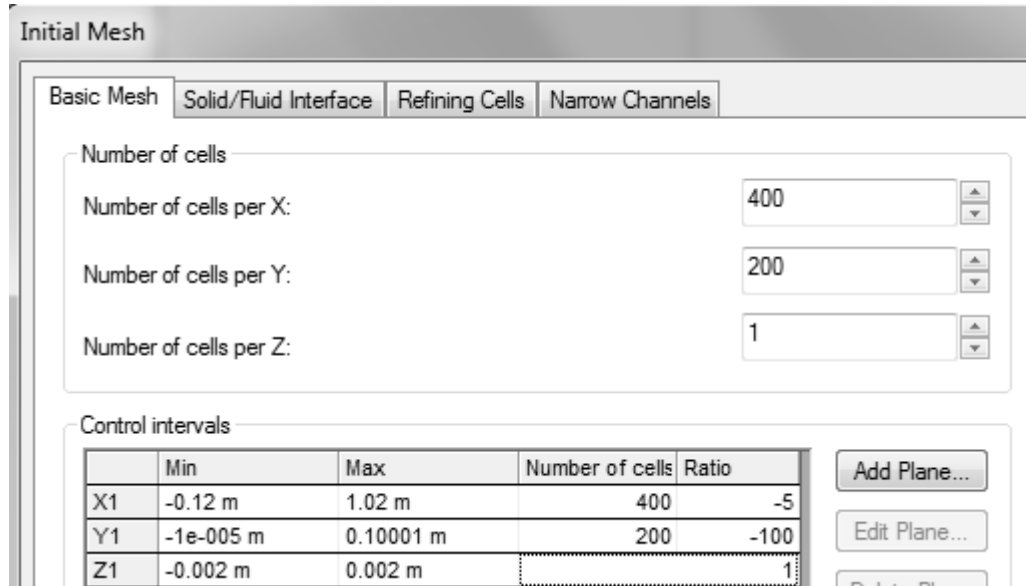 Initial Mesh
Basic Mesh Solid/Fluid Interface Refining Cells Narrow Channels
Number of cells
Number of cells per X: 400
Number of cells per Y: 200
Number of cells per Z: 1
Control intervals
Min Max Number of cells Ratio
X1 -0.12 m 1.02 m 400 -5
Y1 -1e-005 m 0.10001 m 200 -100
Z1 -0.002 m 0.002 m 1
Add Plane...
Edit Plane...